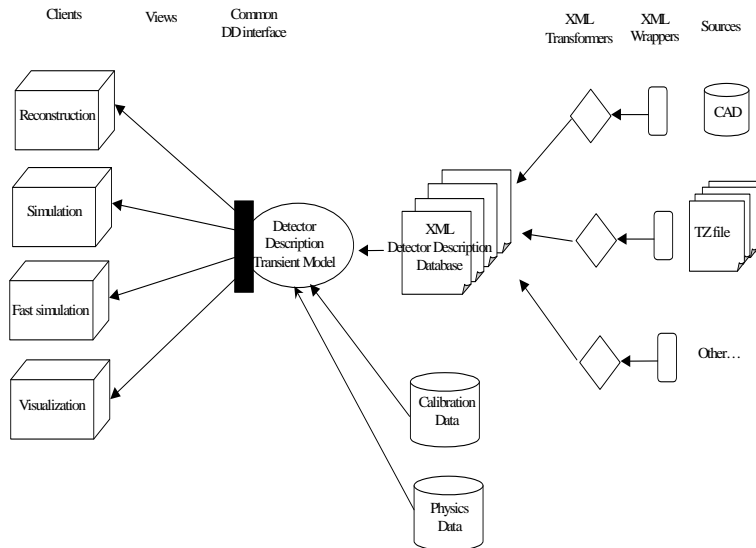 Clients
Views
Common
DD interface
XML
Transformers
XML
Wrappers
Sources
Reconstruction
CAD
Simulation
Detector
Description
Transient Model
XML
Detector Description
Database
TZ file
Fast simulation
Visualization
Calibration
Data
Other…
Physics
Data